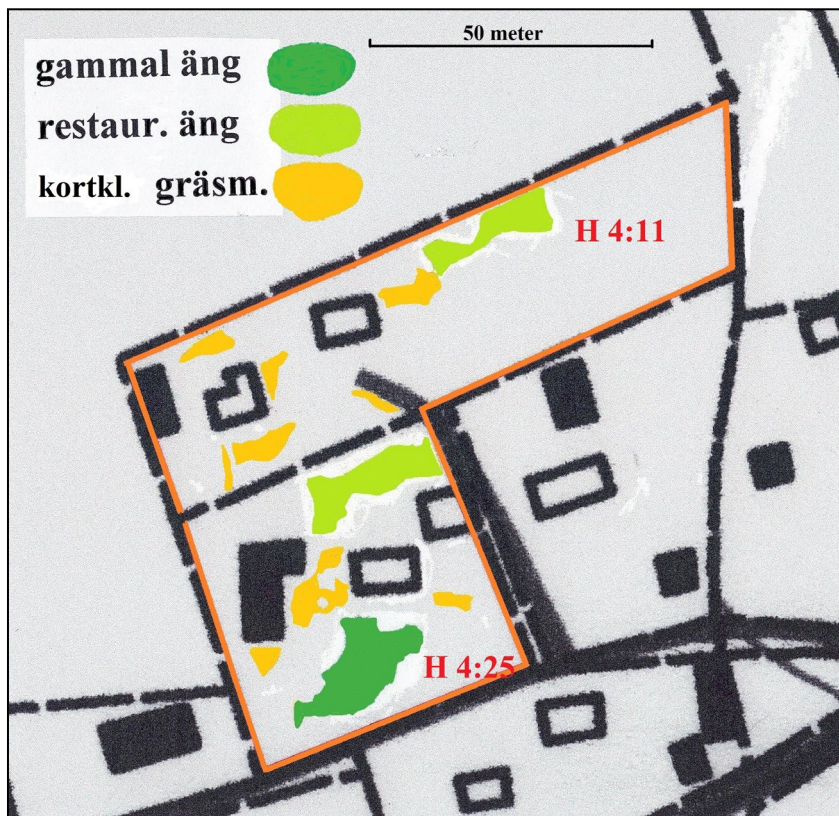 50 meter
gammal äng
restaur. äng
kortkl. gräsm.
H 4:11
H 4:25